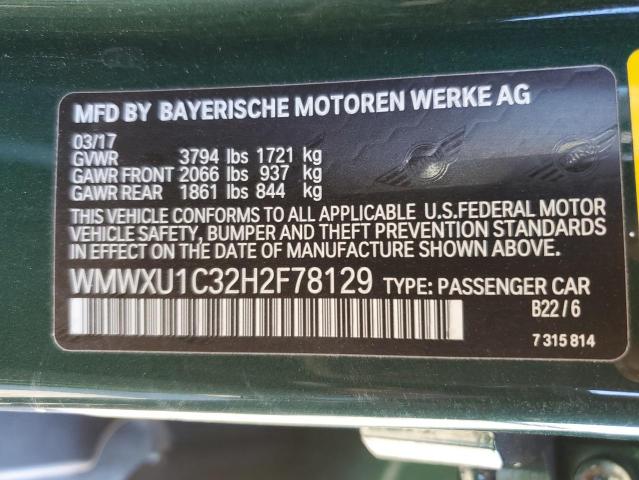 MFD BY BAYERISCHE MOTOREN WERKE AG
03/17
GVWR 3794 lbs 1721 kg
GAWR FRONT 2066 lbs 937 kg
GAWR REAR 1861 lbs 844 kg
THIS VEHICLE CONFORMS TO ALL APPLICABLE U.S.FEDERAL MOTOR
VEHICLE SAFETY, BUMPER AND THEFT PREVENTION STANDARDS
IN EFFECT ON THE DATE OF MANUFACTURE SHOWN ABOVE.
WMWXU1C32H2F78129 TYPE: PASSENGER CAR
B22/6
7 315 814